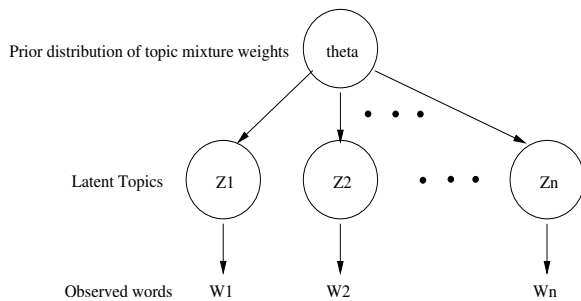 Prior distribution of topic mixture weights theta
Latent Topics Z1 Z2 Zn
Observed words W1 W2 Wn